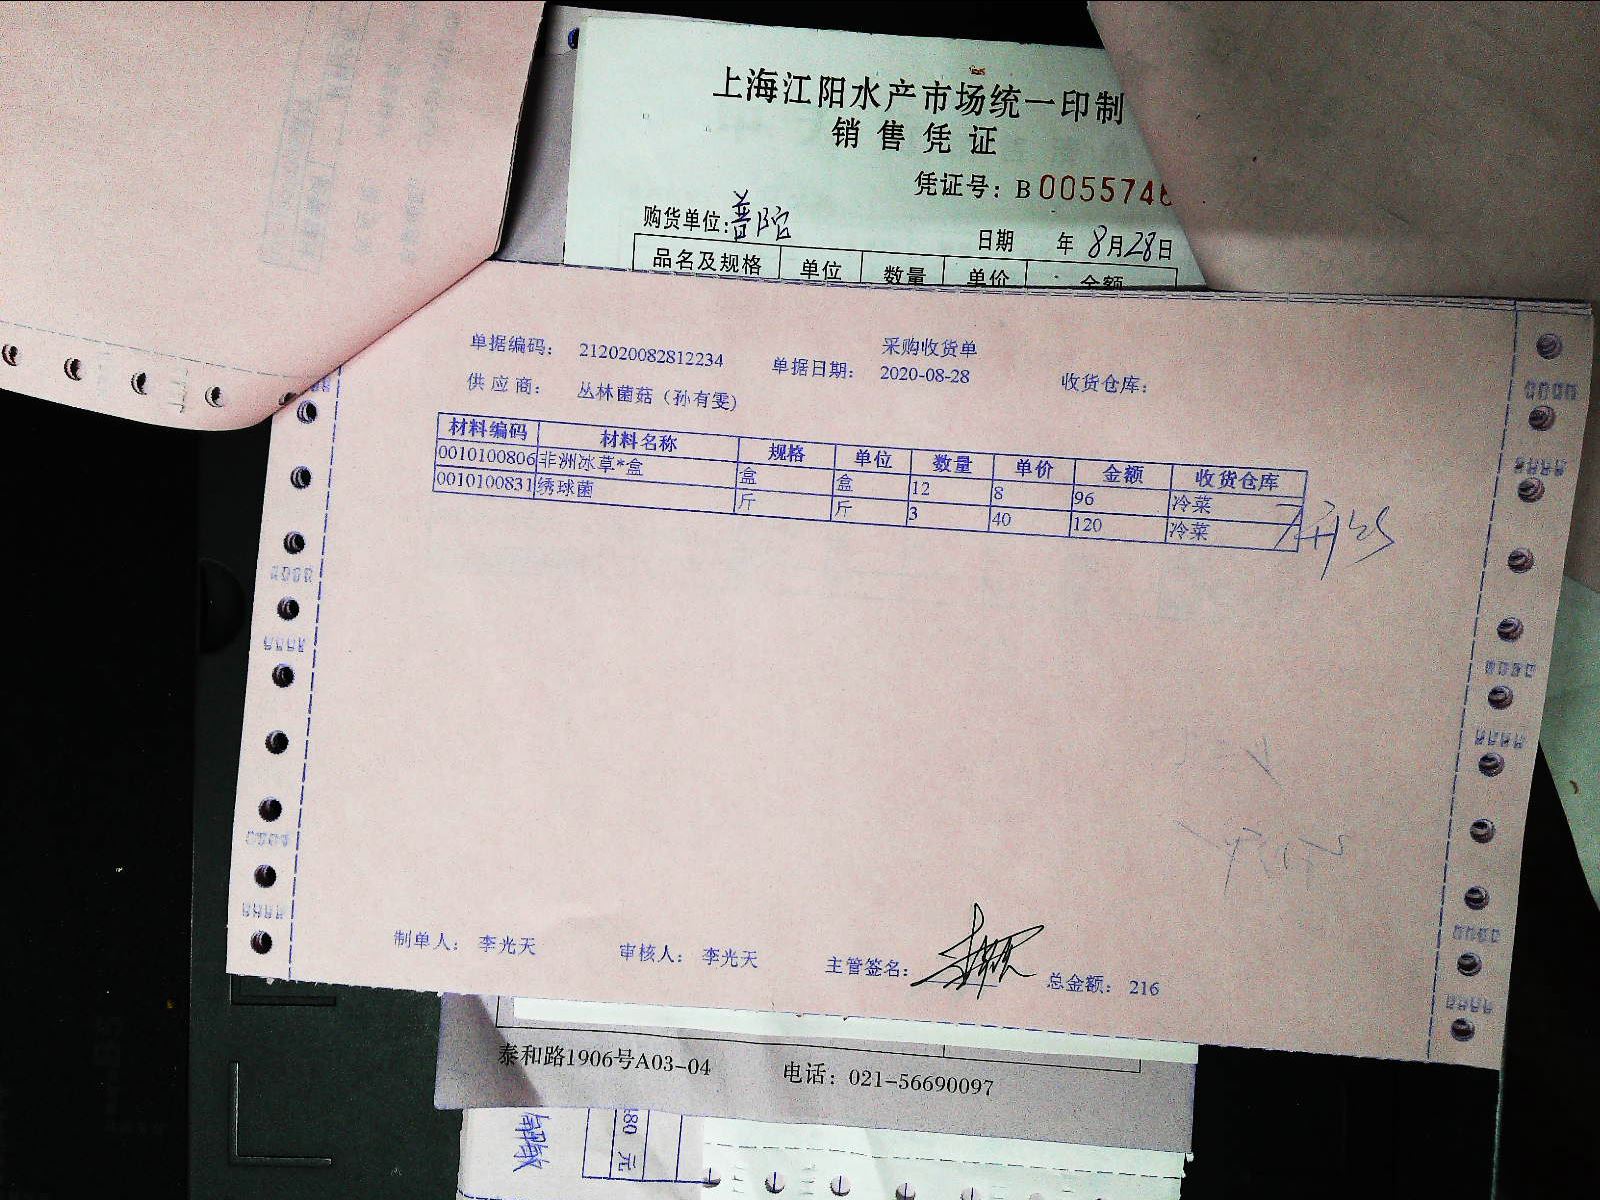 上海江阳水产市场统一印制
销售凭证
凭证号：B005574
购货单位：普陀
日期 年 8月28日
品名及规格 单位 数量 单价 金额
采购收货单
单据编码： 212020082812234 单据日期： 2020-08-28 收货仓库：
供应商： 丛林菌菇（孙有雯）
材料编码 材料名称 规格 单位 数量 单价 金额 收货仓库
0010100806 非洲冰草*盒 盒 盒 12 8 96 冷菜
0010100831 绣球菌 斤 斤 3 40 120 冷菜
制单人： 李光天 审核人： 李光天 主管签名： 总金额： 216
泰和路1906号A03-04 电话：021-56690097
480 元